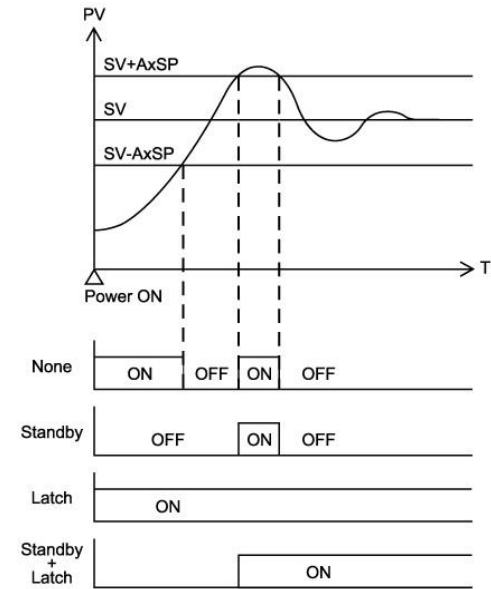 PV
SV+AxSP
SV
SV-AxSP
T
Power ON
None
ON
OFF
ON
OFF
Standby
OFF
ON
OFF
Latch
ON
Standby
+
Latch
ON